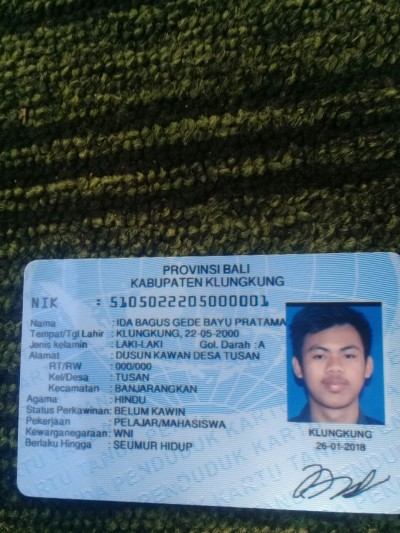 PROVINSI BALI
KABUPATEN KLUNGKUNG
NIK : 5105022205000001
Nama : IDA BAGUS GEDE BAYU PRATAMA
Tempat/Tgl Lahir : KLUNGKUNG, 22-05-2000
Jenis kelamin : LAKI-LAKI Gol. Darah : A
Alamat : DUSUN KAWAN DESA TUSAN
RT/RW : 000/000
Kel/Desa : TUSAN
Kecamatan : BANJARANGKAN
Agama : HINDU
Status Perkawinan: BELUM KAWIN
Pekerjaan : PELAJAR/MAHASISWA
Kewarganegaraan: WNI
Berlaku Hingga : SEUMUR HIDUP
KLUNGKUNG
26-01-2018